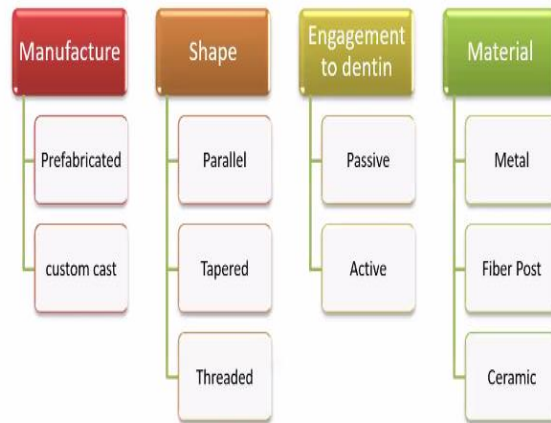 Manufacture
Prefabricated
custom cast
Shape
Parallel
Tapered
Threaded
Engagement
to dentin
Passive
Active
Material
Metal
Fiber Post
Ceramic